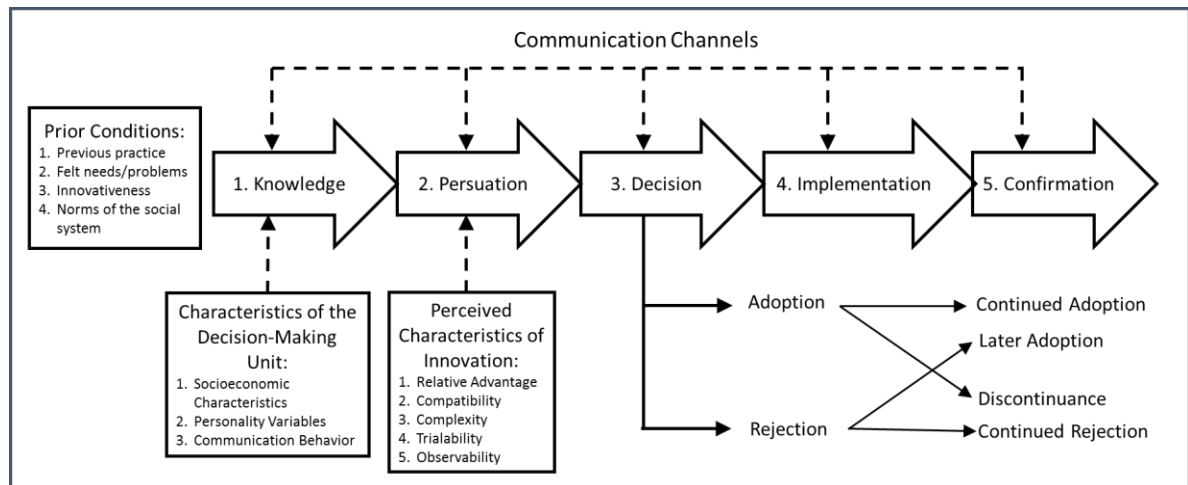 Communication Channels
Prior Conditions:
1. Previous practice
2. Felt needs/problems
3. Innovativeness
4. Norms of the social
system
1. Knowledge
2. Persuation
3. Decision
4. Implementation
5. Confirmation
Characteristics of the
Decision-Making
Unit:
1. Socioeconomic
Characteristics
2. Personality Variables
3. Communication Behavior
Perceived
Characteristics of
Innovation:
1. Relative Advantage
2. Compatibility
3. Complexity
4. Trialability
5. Observability
Adoption
Rejection
Continued Adoption
Later Adoption
Discontinuance
Continued Rejection